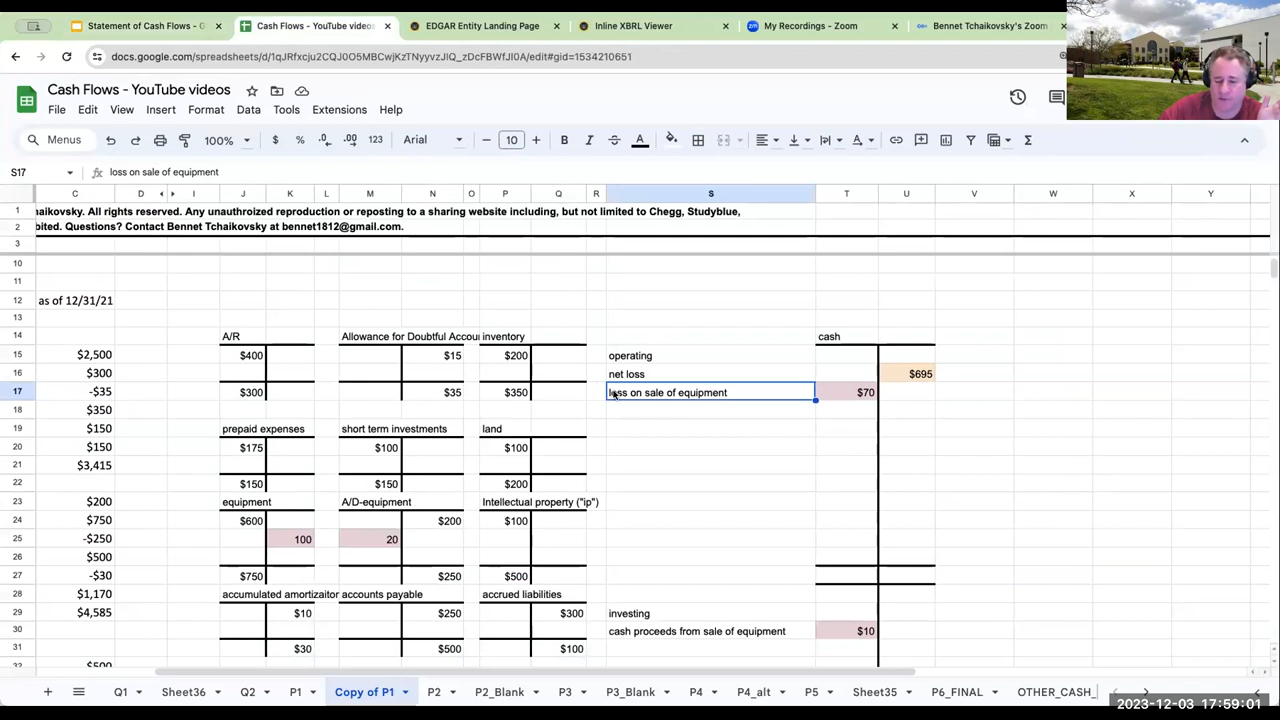 Statement of Cash Flows - G
Cash Flows - YouTube videos
EDGAR Entity Landing Page
Inline XBRL Viewer
My Recordings - Zoom
Bennet Tchaikovsky's Zoom
docs.google.com/spreadsheets/d/1qJRfxcju2CQJ0O5MBCwjKzTNyyvzJIQ_zDcFBWfJI0A/edit#gid=1534210651
Cash Flows - YouTube videos
File Edit View Insert Format Data Tools Extensions Help
Menus 100% $ % .0 .00 123 Arial 10 B I A
S17 fx loss on sale of equipment
C D I J K L M N O P Q R S T U V W X Y
1 haikovsky. All rights reserved. Any unauthroized reproduction or reposting to a sharing website including, but not limited to Chegg, Studyblue,
2 bited. Questions? Contact Bennet Tchaikovsky at bennet1812@gmail.com.
3
10
11
12 as of 12/31/21
13
14 A/R Allowance for Doubtful Accou inventory cash
15 $2,500 $400 $15 $200 operating
16 $300 net loss $695
17 -$35 $300 $35 $350 loss on sale of equipment $70
18 $350
19 $150 prepaid expenses short term investments land
20 $150 $175 $100 $100
21 $3,415
22 $150 $150 $200
23 $200 equipment A/D-equipment Intellectual property ("ip")
24 $750 $600 $200 $100
25 -$250 100 20
26 $500
27 -$30 $750 $250 $500
28 $1,170 accumulated amortizaitor accounts payable accrued liabilities
29 $4,585 $10 $250 $300 investing
30 cash proceeds from sale of equipment $10
31 $30 $500 $100
32 $500
Q1 Sheet36 Q2 P1 Copy of P1 P2 P2_Blank P3 P3_Blank P4 P4_alt P5 Sheet35 P6_FINAL OTHER_CASH_
2023-12-03 17:59:01